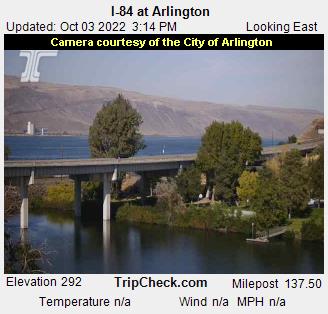 I-84 at Arlington
Updated: Oct 03 2022 3:14 PM Looking East
Camera courtesy of the City of Arlington
Elevation 292 TripCheck.com Milepost 137.50
Temperature n/a Wind n/a MPH n/a